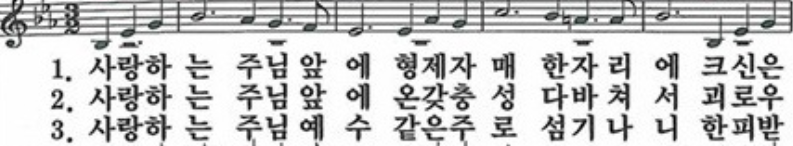 1. 사랑하 는 주님앞 에 형제자 매 한자리 에 크신은
2. 사랑하 는 주님앞 에 온갖충 성 다바쳐 서 괴로우
3. 사랑하 는 주님예 수 같은주 로 섬기나 니 한피받